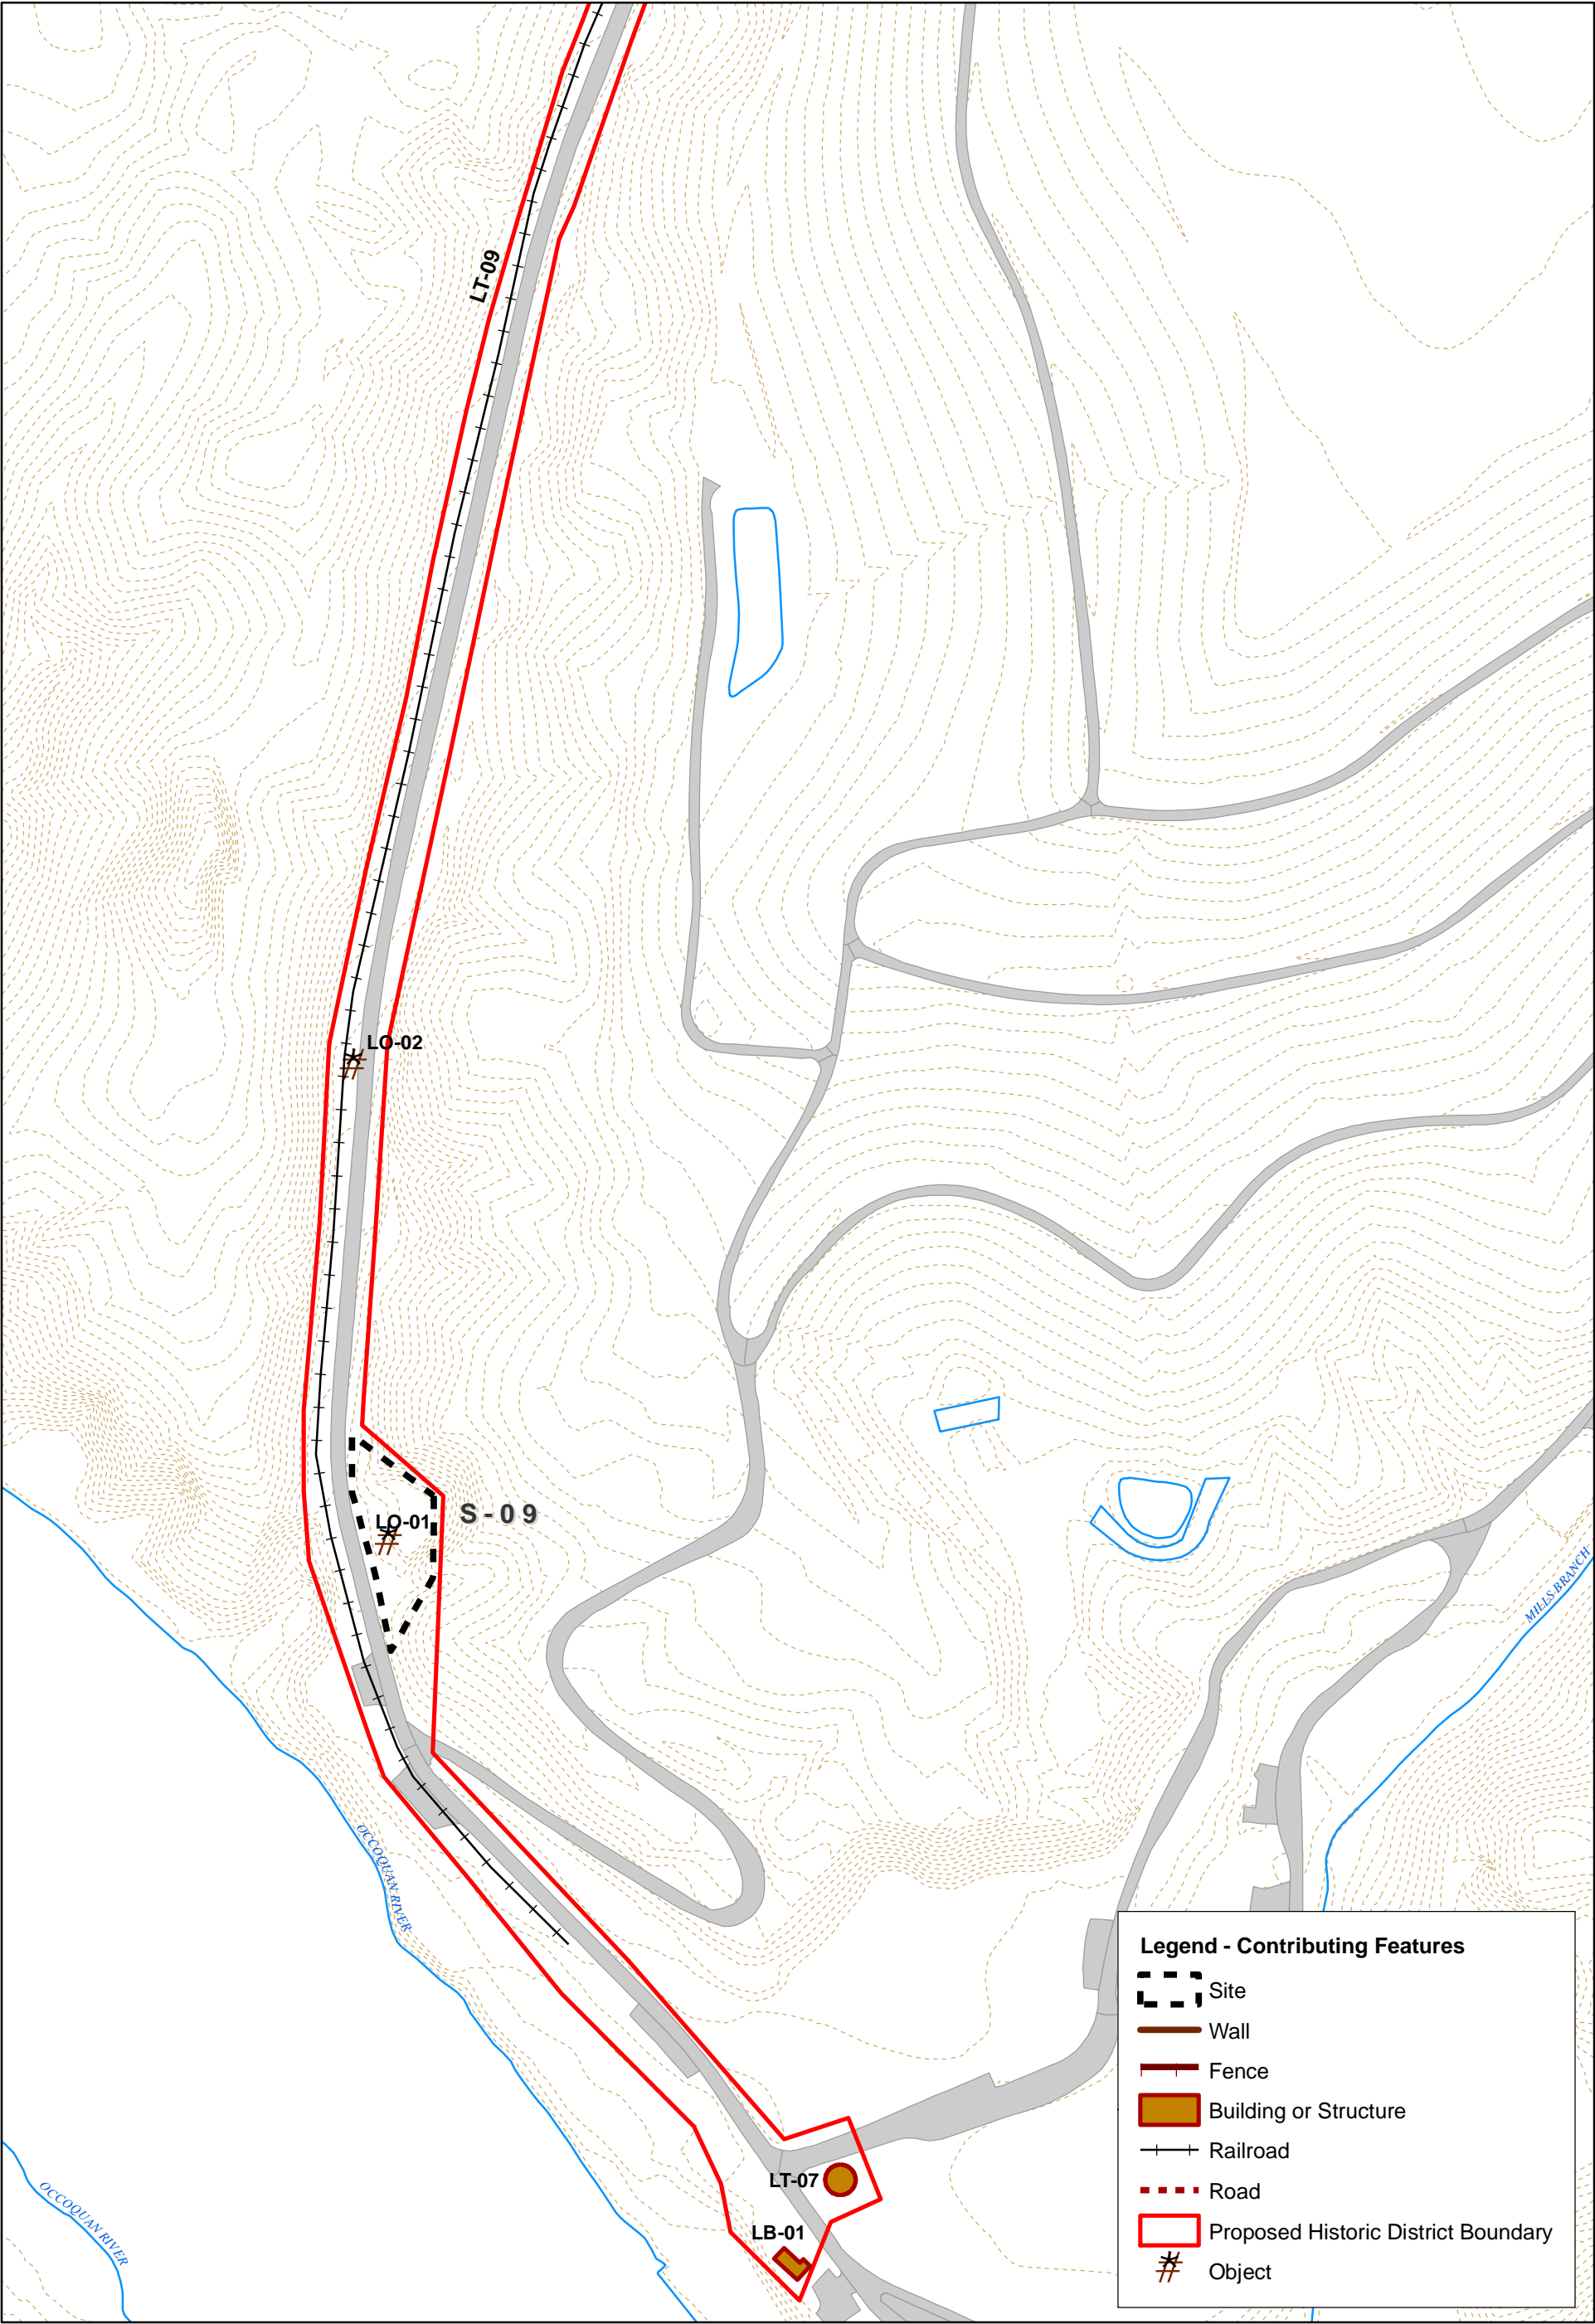 LT-09
LO-02
S-09
LO-01
MILLS BRANCH
OCCOQUAN RIVER
OCCOQUAN RIVER
LT-07
LB-01
Legend - Contributing Features
Site
Wall
Fence
Building or Structure
Railroad
Road
Proposed Historic District Boundary
Object